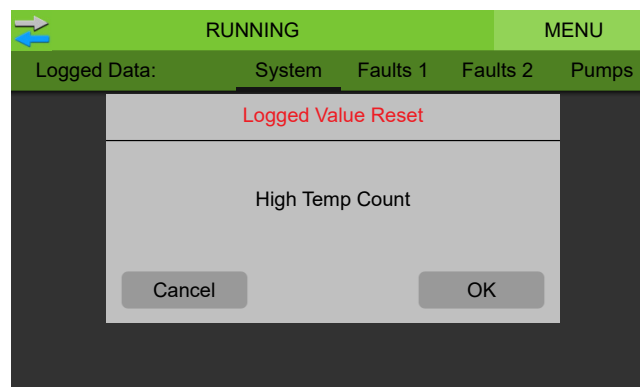 RUNNING MENU
Logged Data: System Faults 1 Faults 2 Pumps
Logged Value Reset
High Temp Count
Cancel OK